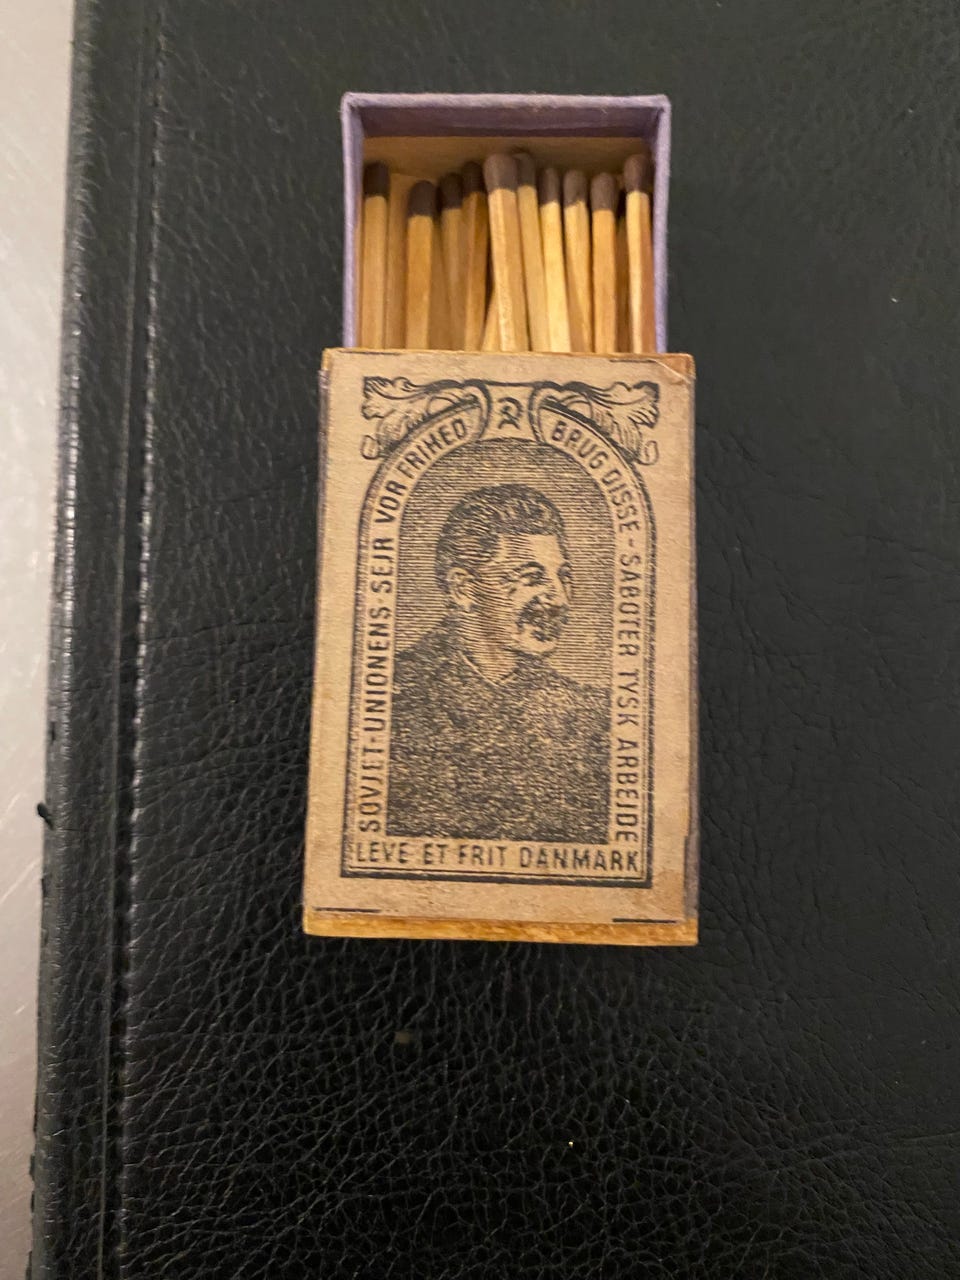 SOVJET-UNIONENS·SEJR VOR FRIHED
BRUG DISSE - SABOTER TYSK ARBEIDE
LEVE ET FRIT DANMARK